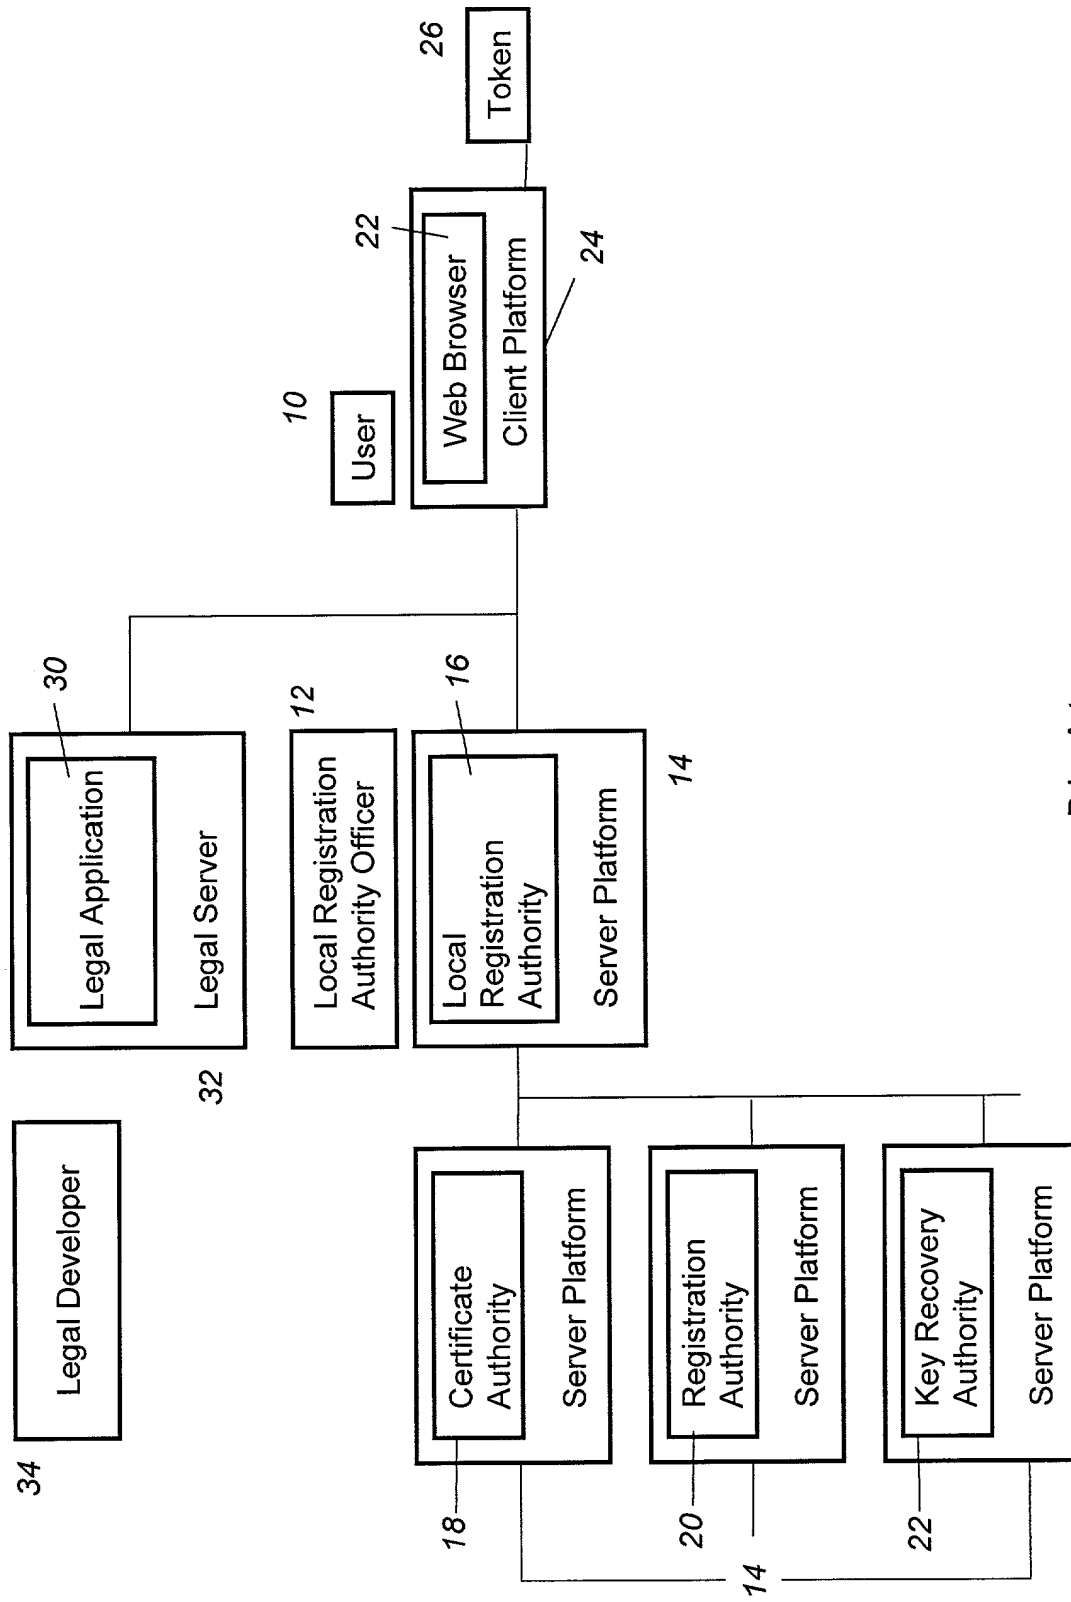 34
Legal Developer
32
Legal Application
30
Legal Server
Local Registration
Authority Officer
12
Local
Registration
Authority
16
Server Platform
14
User
10
Web Browser
22
Client Platform
24
Token
26
Certificate
Authority
Server Platform
18
Registration
Authority
Server Platform
20
Key Recovery
Authority
Server Platform
22
14